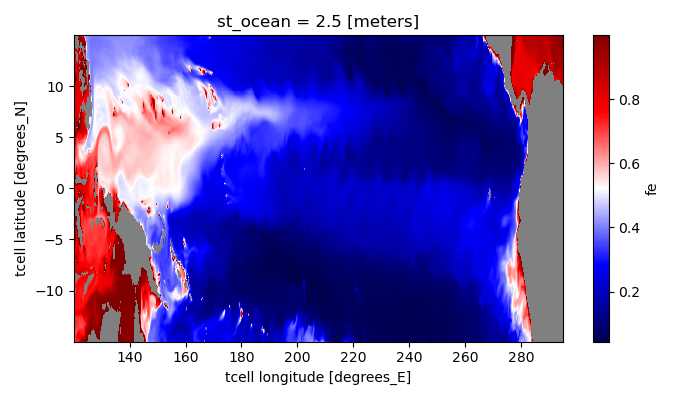 st_ocean = 2.5 [meters]
10
5
0
−5
−10
tcell latitude [degrees_N]
140 160 180 200 220 240 260 280
tcell longitude [degrees_E]
0.8
0.6
0.4
0.2
fe